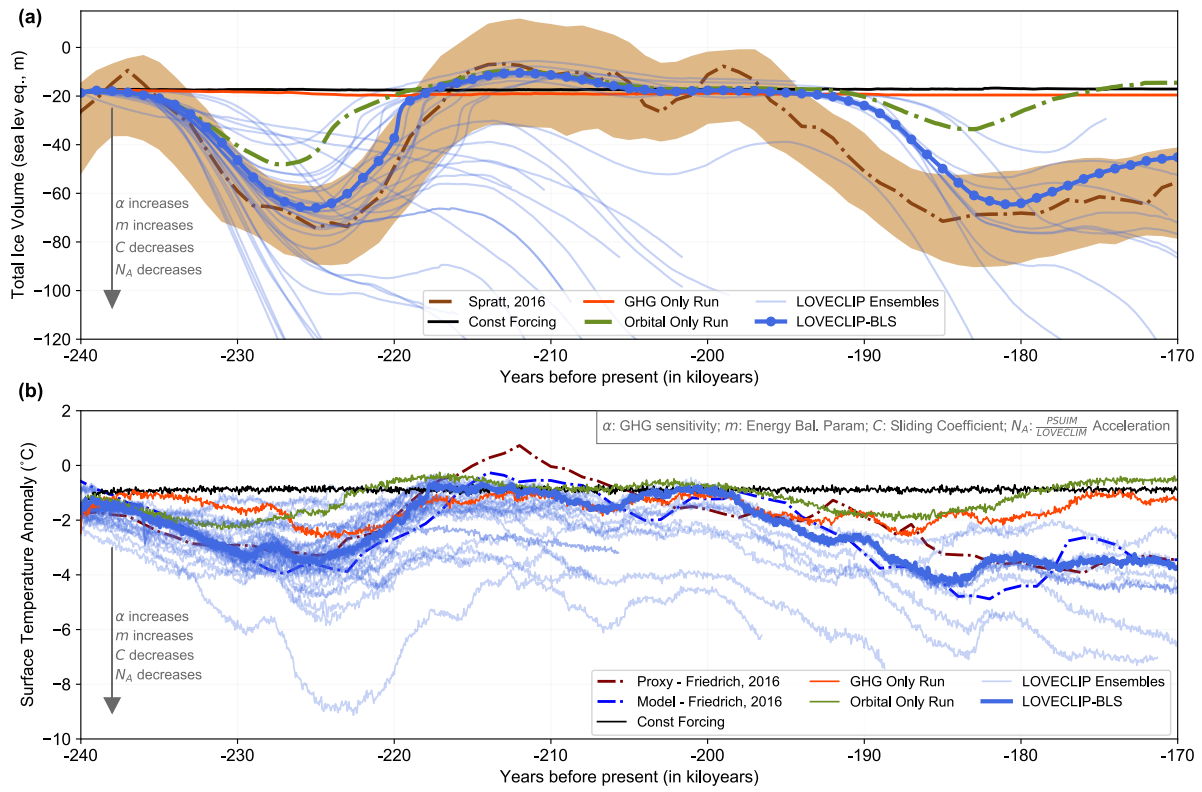 (a)
Total Ice Volume (sea lev eq., m)
0
−20
−40
−60
−80
−100
−120
α increases
m increases
C decreases
N_A decreases
Spratt, 2016
Const Forcing
GHG Only Run
Orbital Only Run
LOVECLIP Ensembles
LOVECLIP-BLS
-240
-230
-220
-210
-200
-190
-180
-170
Years before present (in kiloyears)
(b)
Surface Temperature Anomaly (°C)
2
0
−2
−4
−6
−8
−10
α: GHG sensitivity; m: Energy Bal. Param; C: Sliding Coefficient; N_A: PSUIM/LOVECLIM Acceleration
α increases
m increases
C decreases
N_A decreases
Proxy - Friedrich, 2016
Model - Friedrich, 2016
Const Forcing
GHG Only Run
Orbital Only Run
LOVECLIP Ensembles
LOVECLIP-BLS
-240
-230
-220
-210
-200
-190
-180
-170
Years before present (in kiloyears)